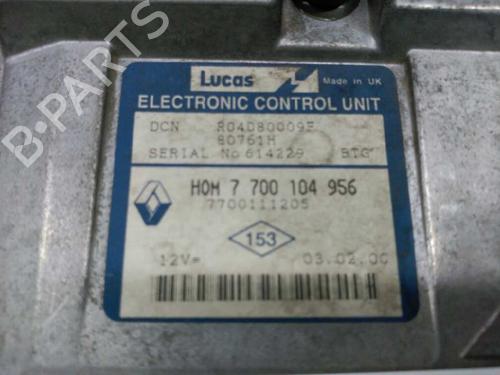 B-PARTS
Lucas
Made in UK
ELECTRONIC CONTROL UNIT
DCN R04080009F
80761H
SERIAL No 614229 BTG
HOM 7 700 104 956
7700111205
153
12V= 03.02.00